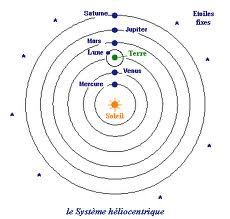 Saturne
Etoiles
fixes
Jupiter
Mars
Lune
Terre
Venus
Mercure
Soleil
le Système héliocentrique